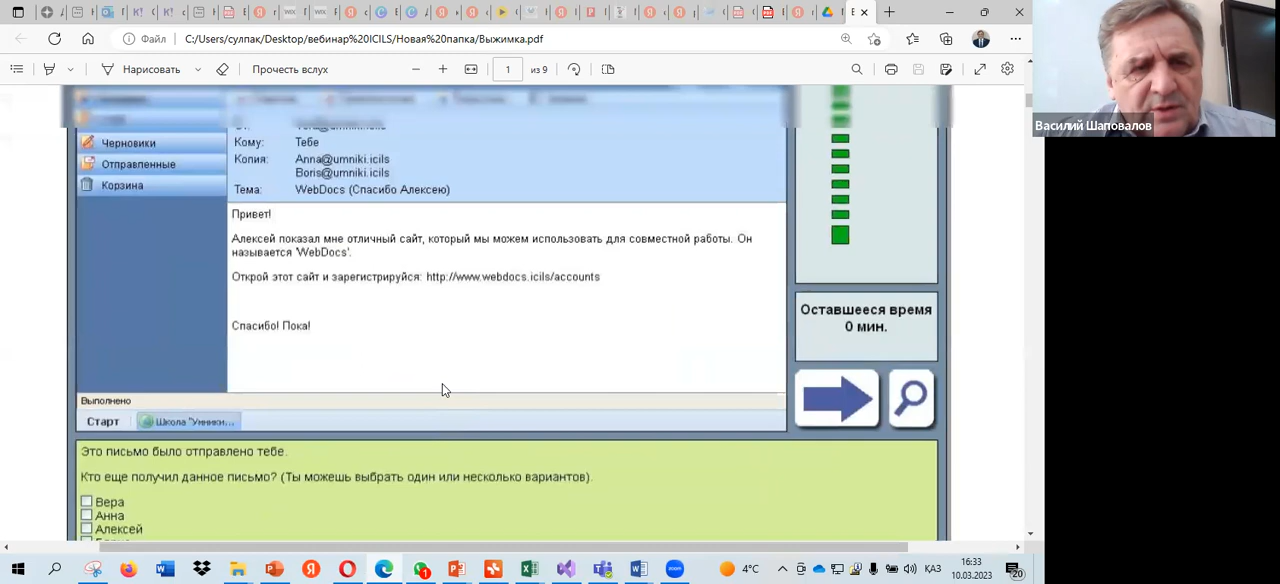 Файл
C:/Users/сулпак/Desktop/вебинар%20ICILS/Новая%20папка/Выжимка.pdf
Нарисовать
Прочесть вслух
1
из 9
Василий Шаповалов
Черновики
Отправленные
Корзина
Кому: Тебе
Копия: Anna@umniki.icils
Boris@umniki.icils
Тема: WebDocs (Спасибо Алексею)
Привет!
Алексей показал мне отличный сайт, который мы можем использовать для совместной работы. Он
называется 'WebDocs'.
Открой этот сайт и зарегистрируйся: http://www.webdocs.icils/accounts
Спасибо! Пока!
Оставшееся время
0 мин.
Выполнено
Старт
Школа "Умники...
Это письмо было отправлено тебе.
Кто еще получил данное письмо? (Ты можешь выбрать один или несколько вариантов).
Вера
Анна
Алексей
4°C
ҚАЗ
16:33
10.03.2023
20